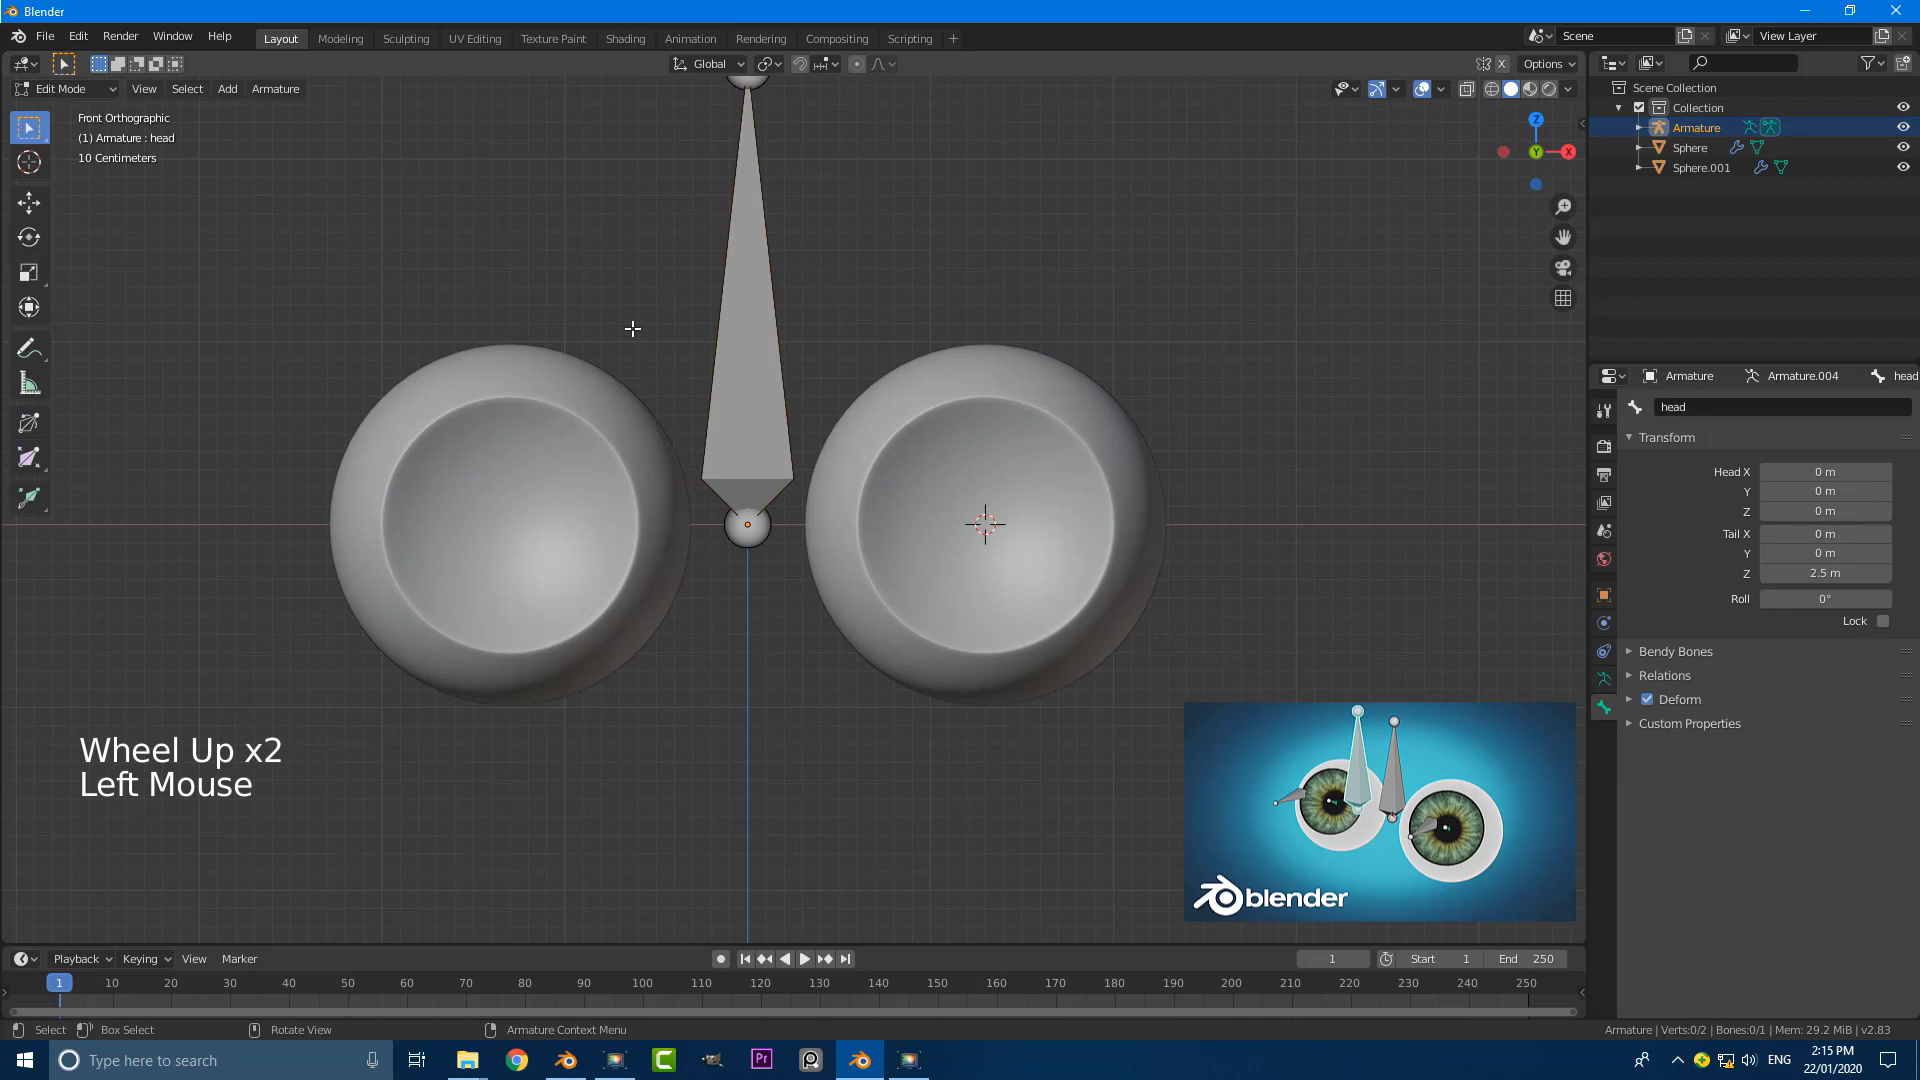 Blender
File Edit Render Window Help
Layout Modeling Sculpting UV Editing Texture Paint Shading Animation Rendering Compositing Scripting +
Scene
View Layer
Global
X
Options
Edit Mode View Select Add Armature
Front Orthographic
(1) Armature : head
10 Centimeters
Z
Y
X
Scene Collection
Collection
Armature
Sphere
Sphere.001
Armature Armature.004 head
head
Transform
Head X 0 m
Y 0 m
Z 0 m
Tail X 0 m
Y 0 m
Z 2.5 m
Roll 0°
Lock
Bendy Bones
Relations
Deform
Custom Properties
Wheel Up x2
Left Mouse
blender
Playback Keying View Marker
1 Start 1 End 250
1 10 20 30 40 50 60 70 80 90 100 110 120 130 140 150 160 170 180 190 200 210 220 230 240 250
Select Box Select Rotate View Armature Context Menu
Armature | Verts:0/2 | Bones:0/1 | Mem: 29.2 MiB | v2.83
Type here to search
Pr
ENG
2:15 PM
22/01/2020